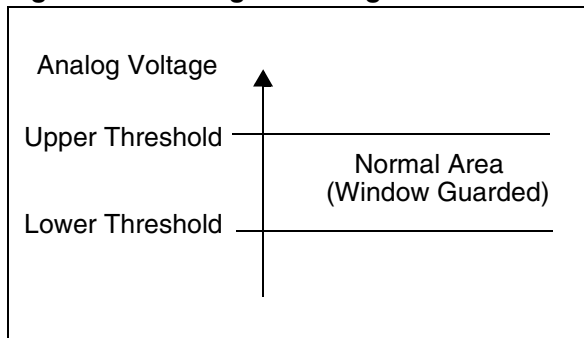 Analog Voltage
Upper Threshold
Normal Area
(Window Guarded)
Lower Threshold